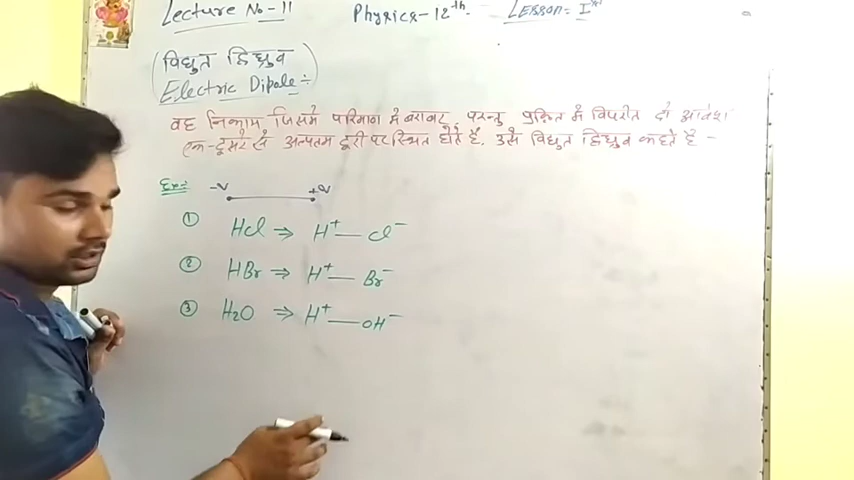 Lecture No-11 Physics-12th. Lesson = Ist
(विधुत द्विध्रुव
Electric Dipole ÷)
वह निकाय जिसमें परिमाण में बराबर, परन्तु प्रकृति में विपरीत दो आवेश
एक-दूसरे से अल्पतम दूरी पर स्थित होते है. उसे विधुत द्विध्रुव कहते है -
Ex:-
① HCl ⇒ H⁺ — Cl⁻
② HBr ⇒ H⁺ — Br⁻
③ H₂O ⇒ H⁺ — OH⁻